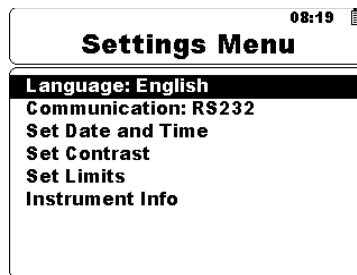 08:19
Settings Menu
Language: English
Communication: RS232
Set Date and Time
Set Contrast
Set Limits
Instrument Info